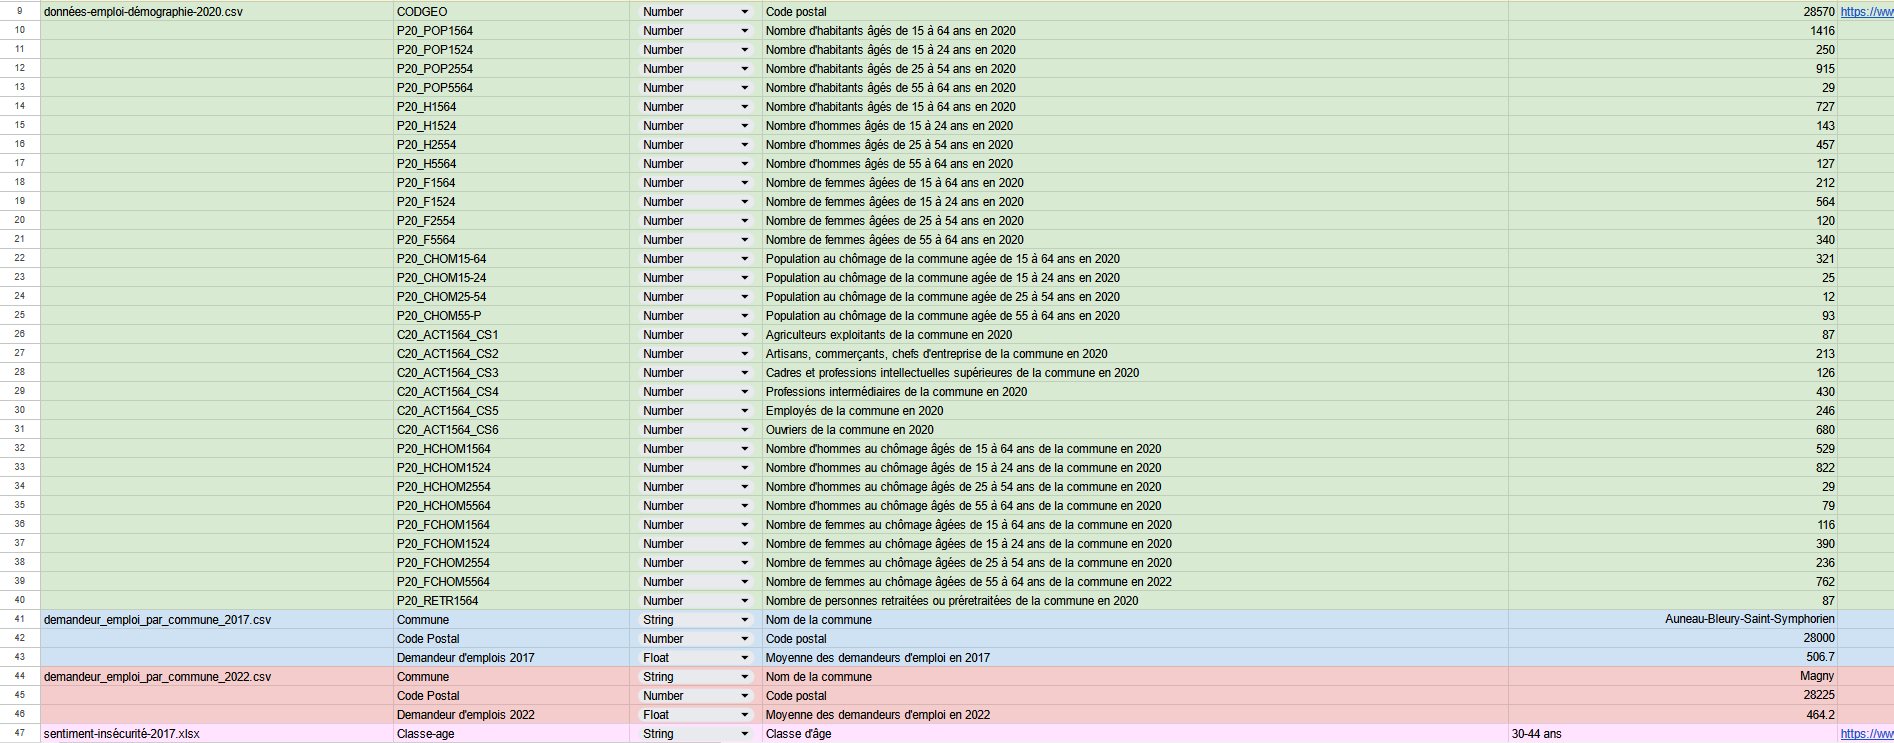 9 données-emploi-démographie-2020.csv CODGEO Number Code postal 28570 https://ww
10 P20_POP1564 Number Nombre d'habitants âgés de 15 à 64 ans en 2020 1416
11 P20_POP1524 Number Nombre d'habitants âgés de 15 à 24 ans en 2020 250
12 P20_POP2554 Number Nombre d'habitants âgés de 25 à 54 ans en 2020 915
13 P20_POP5564 Number Nombre d'habitants âgés de 55 à 64 ans en 2020 29
14 P20_H1564 Number Nombre d'habitants âgés de 15 à 64 ans en 2020 727
15 P20_H1524 Number Nombre d'hommes âgés de 15 à 24 ans en 2020 143
16 P20_H2554 Number Nombre d'hommes âgés de 25 à 54 ans en 2020 457
17 P20_H5564 Number Nombre d'hommes âgés de 55 à 64 ans en 2020 127
18 P20_F1564 Number Nombre de femmes âgées de 15 à 64 ans en 2020 212
19 P20_F1524 Number Nombre de femmes âgées de 15 à 24 ans en 2020 564
20 P20_F2554 Number Nombre de femmes âgées de 25 à 54 ans en 2020 120
21 P20_F5564 Number Nombre de femmes âgées de 55 à 64 ans en 2020 340
22 P20_CHOM15-64 Number Population au chômage de la commune agée de 15 à 64 ans en 2020 321
23 P20_CHOM15-24 Number Population au chômage de la commune agée de 15 à 24 ans en 2020 25
24 P20_CHOM25-54 Number Population au chômage de la commune agée de 25 à 54 ans en 2020 12
25 P20_CHOM55-P Number Population au chômage de la commune agée de 55 à 64 ans en 2020 93
26 C20_ACT1564_CS1 Number Agriculteurs exploitants de la commune en 2020 87
27 C20_ACT1564_CS2 Number Artisans, commerçants, chefs d'entreprise de la commune en 2020 213
28 C20_ACT1564_CS3 Number Cadres et professions intellectuelles supérieures de la commune en 2020 126
29 C20_ACT1564_CS4 Number Professions intermédiaires de la commune en 2020 430
30 C20_ACT1564_CS5 Number Employés de la commune en 2020 246
31 C20_ACT1564_CS6 Number Ouvriers de la commune en 2020 680
32 P20_HCHOM1564 Number Nombre d'hommes au chômage âgés de 15 à 64 ans de la commune en 2020 529
33 P20_HCHOM1524 Number Nombre d'hommes au chômage âgés de 15 à 24 ans de la commune en 2020 822
34 P20_HCHOM2554 Number Nombre d'hommes au chômage âgés de 25 à 54 ans de la commune en 2020 29
35 P20_HCHOM5564 Number Nombre d'hommes au chômage âgés de 55 à 64 ans de la commune en 2020 79
36 P20_FCHOM1564 Number Nombre de femmes au chômage âgées de 15 à 64 ans de la commune en 2020 116
37 P20_FCHOM1524 Number Nombre de femmes au chômage âgées de 15 à 24 ans de la commune en 2020 390
38 P20_FCHOM2554 Number Nombre de femmes au chômage âgées de 25 à 54 ans de la commune en 2020 236
39 P20_FCHOM5564 Number Nombre de femmes au chômage âgées de 55 à 64 ans de la commune en 2022 762
40 P20_RETR1564 Number Nombre de personnes retraitées ou préretraitées de la commune en 2020 87
41 demandeur_emploi_par_commune_2017.csv Commune String Nom de la commune Auneau-Bleury-Saint-Symphorien
42 Code Postal Number Code postal 28000
43 Demandeur d'emplois 2017 Float Moyenne des demandeurs d'emploi en 2017 506.7
44 demandeur_emploi_par_commune_2022.csv Commune String Nom de la commune Magny
45 Code Postal Number Code postal 28225
46 Demandeur d'emplois 2022 Float Moyenne des demandeurs d'emploi en 2022 464.2
47 sentiment-insécurité-2017.xlsx Classe-age String Classe d'âge 30-44 ans https://ww